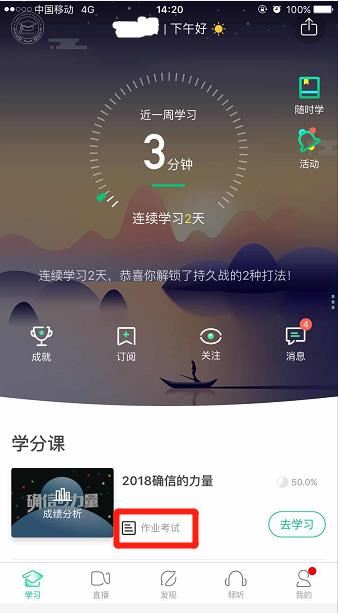 中国移动 4G 14:20 100%
| 下午好
随时学
近一周学习
3分钟
活动
连续学习2天
连续学习2天，恭喜你解锁了持久战的2种打法！
4
成就 订阅 关注 消息
学分课
确信的力量
成绩分析
2018确信的力量
50.0%
作业考试
去学习
学习 直播 发现 倾听 我的